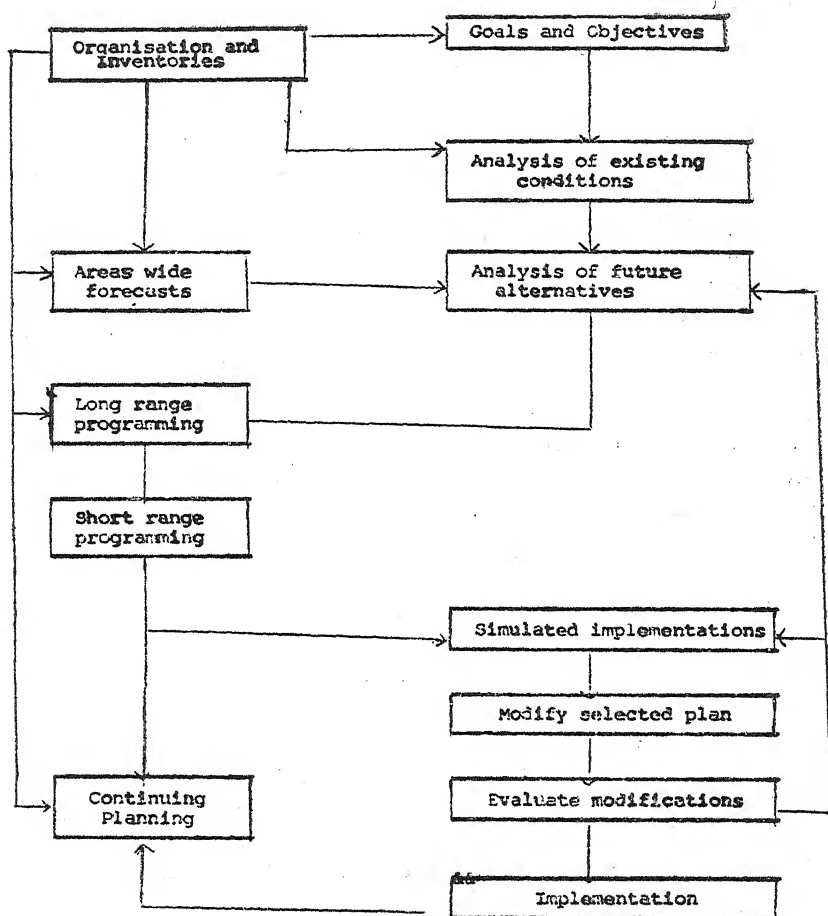 Organisation and
Inventories
Goals and Objectives
Analysis of existing
conditions
Areas wide
forecasts
Analysis of future
alternatives
Long range
programming
Short range
programming
Simulated implementations
Modify selected plan
Continuing
Planning
Evaluate modifications
&&
Implementation